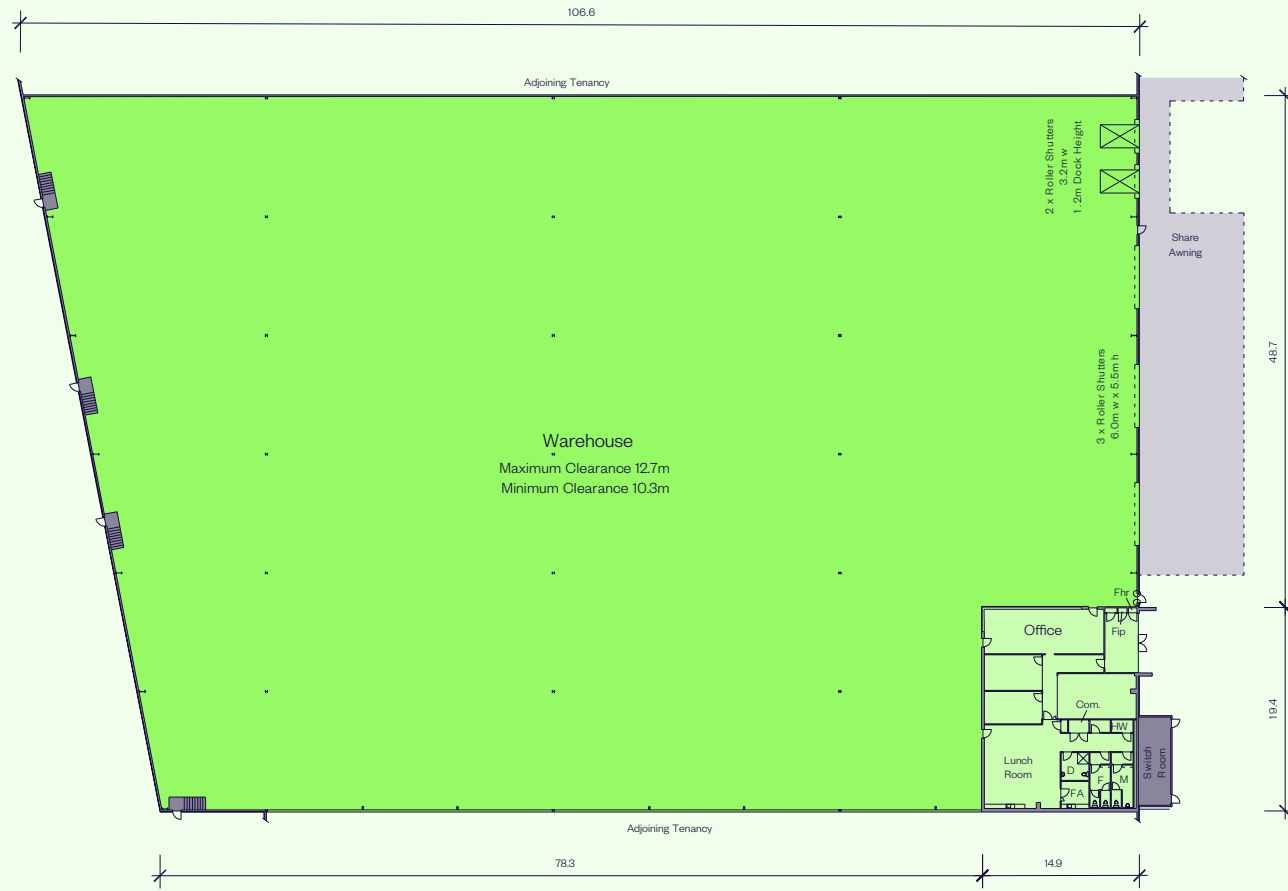 106.6
Adjoining Tenancy
2 x Roller Shutters
3.2m w
1.2m Dock Height
Share
Awning
48.7
3 x Roller Shutters
6.0m w x 5.5m h
Warehouse
Maximum Clearance 12.7m
Minimum Clearance 10.3m
Fhr
Office
Fip
Com.
HW
19.4
Switch
Room
Lunch
Room
D
F
M
FA
Adjoining Tenancy
78.3
14.9